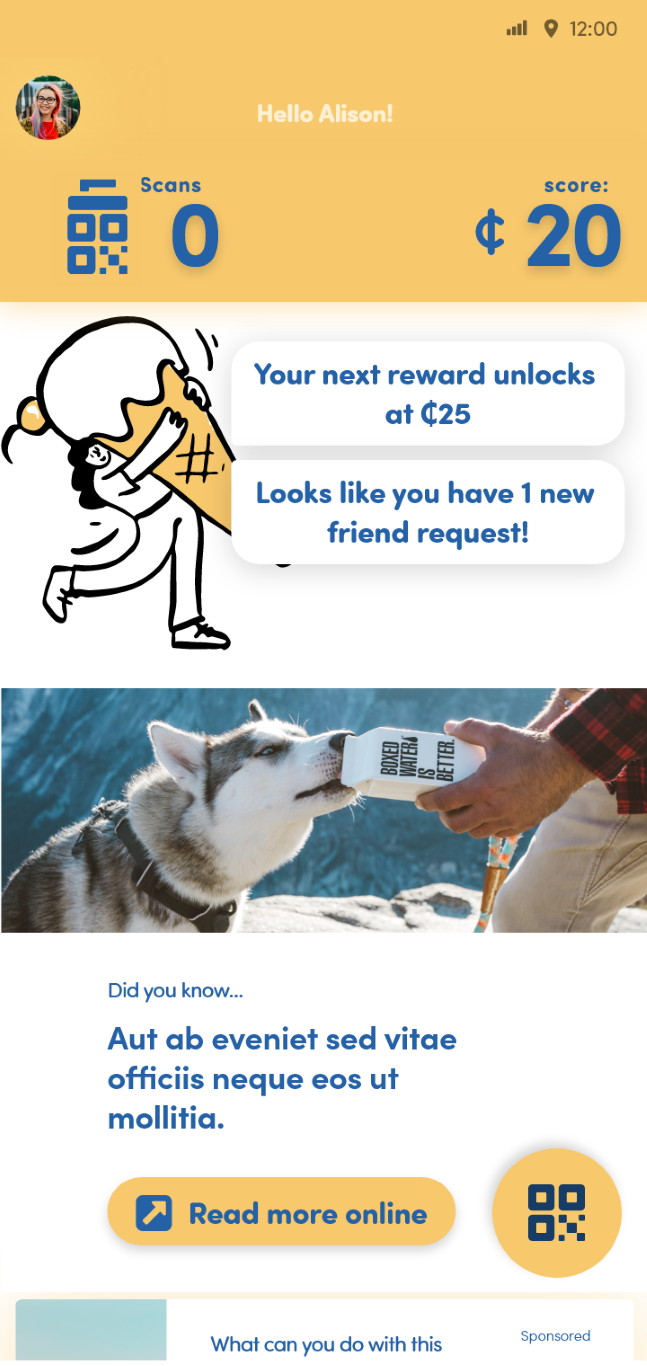 12:00
Hello Alison!
Scans
0
score:
¢ 20
Your next reward unlocks
at ₵25
Looks like you have 1 new
friend request!
BOXED
WATER
IS
BETTER.
Did you know...
Aut ab eveniet sed vitae
officiis neque eos ut
mollitia.
Read more online
What can you do with this
Sponsored